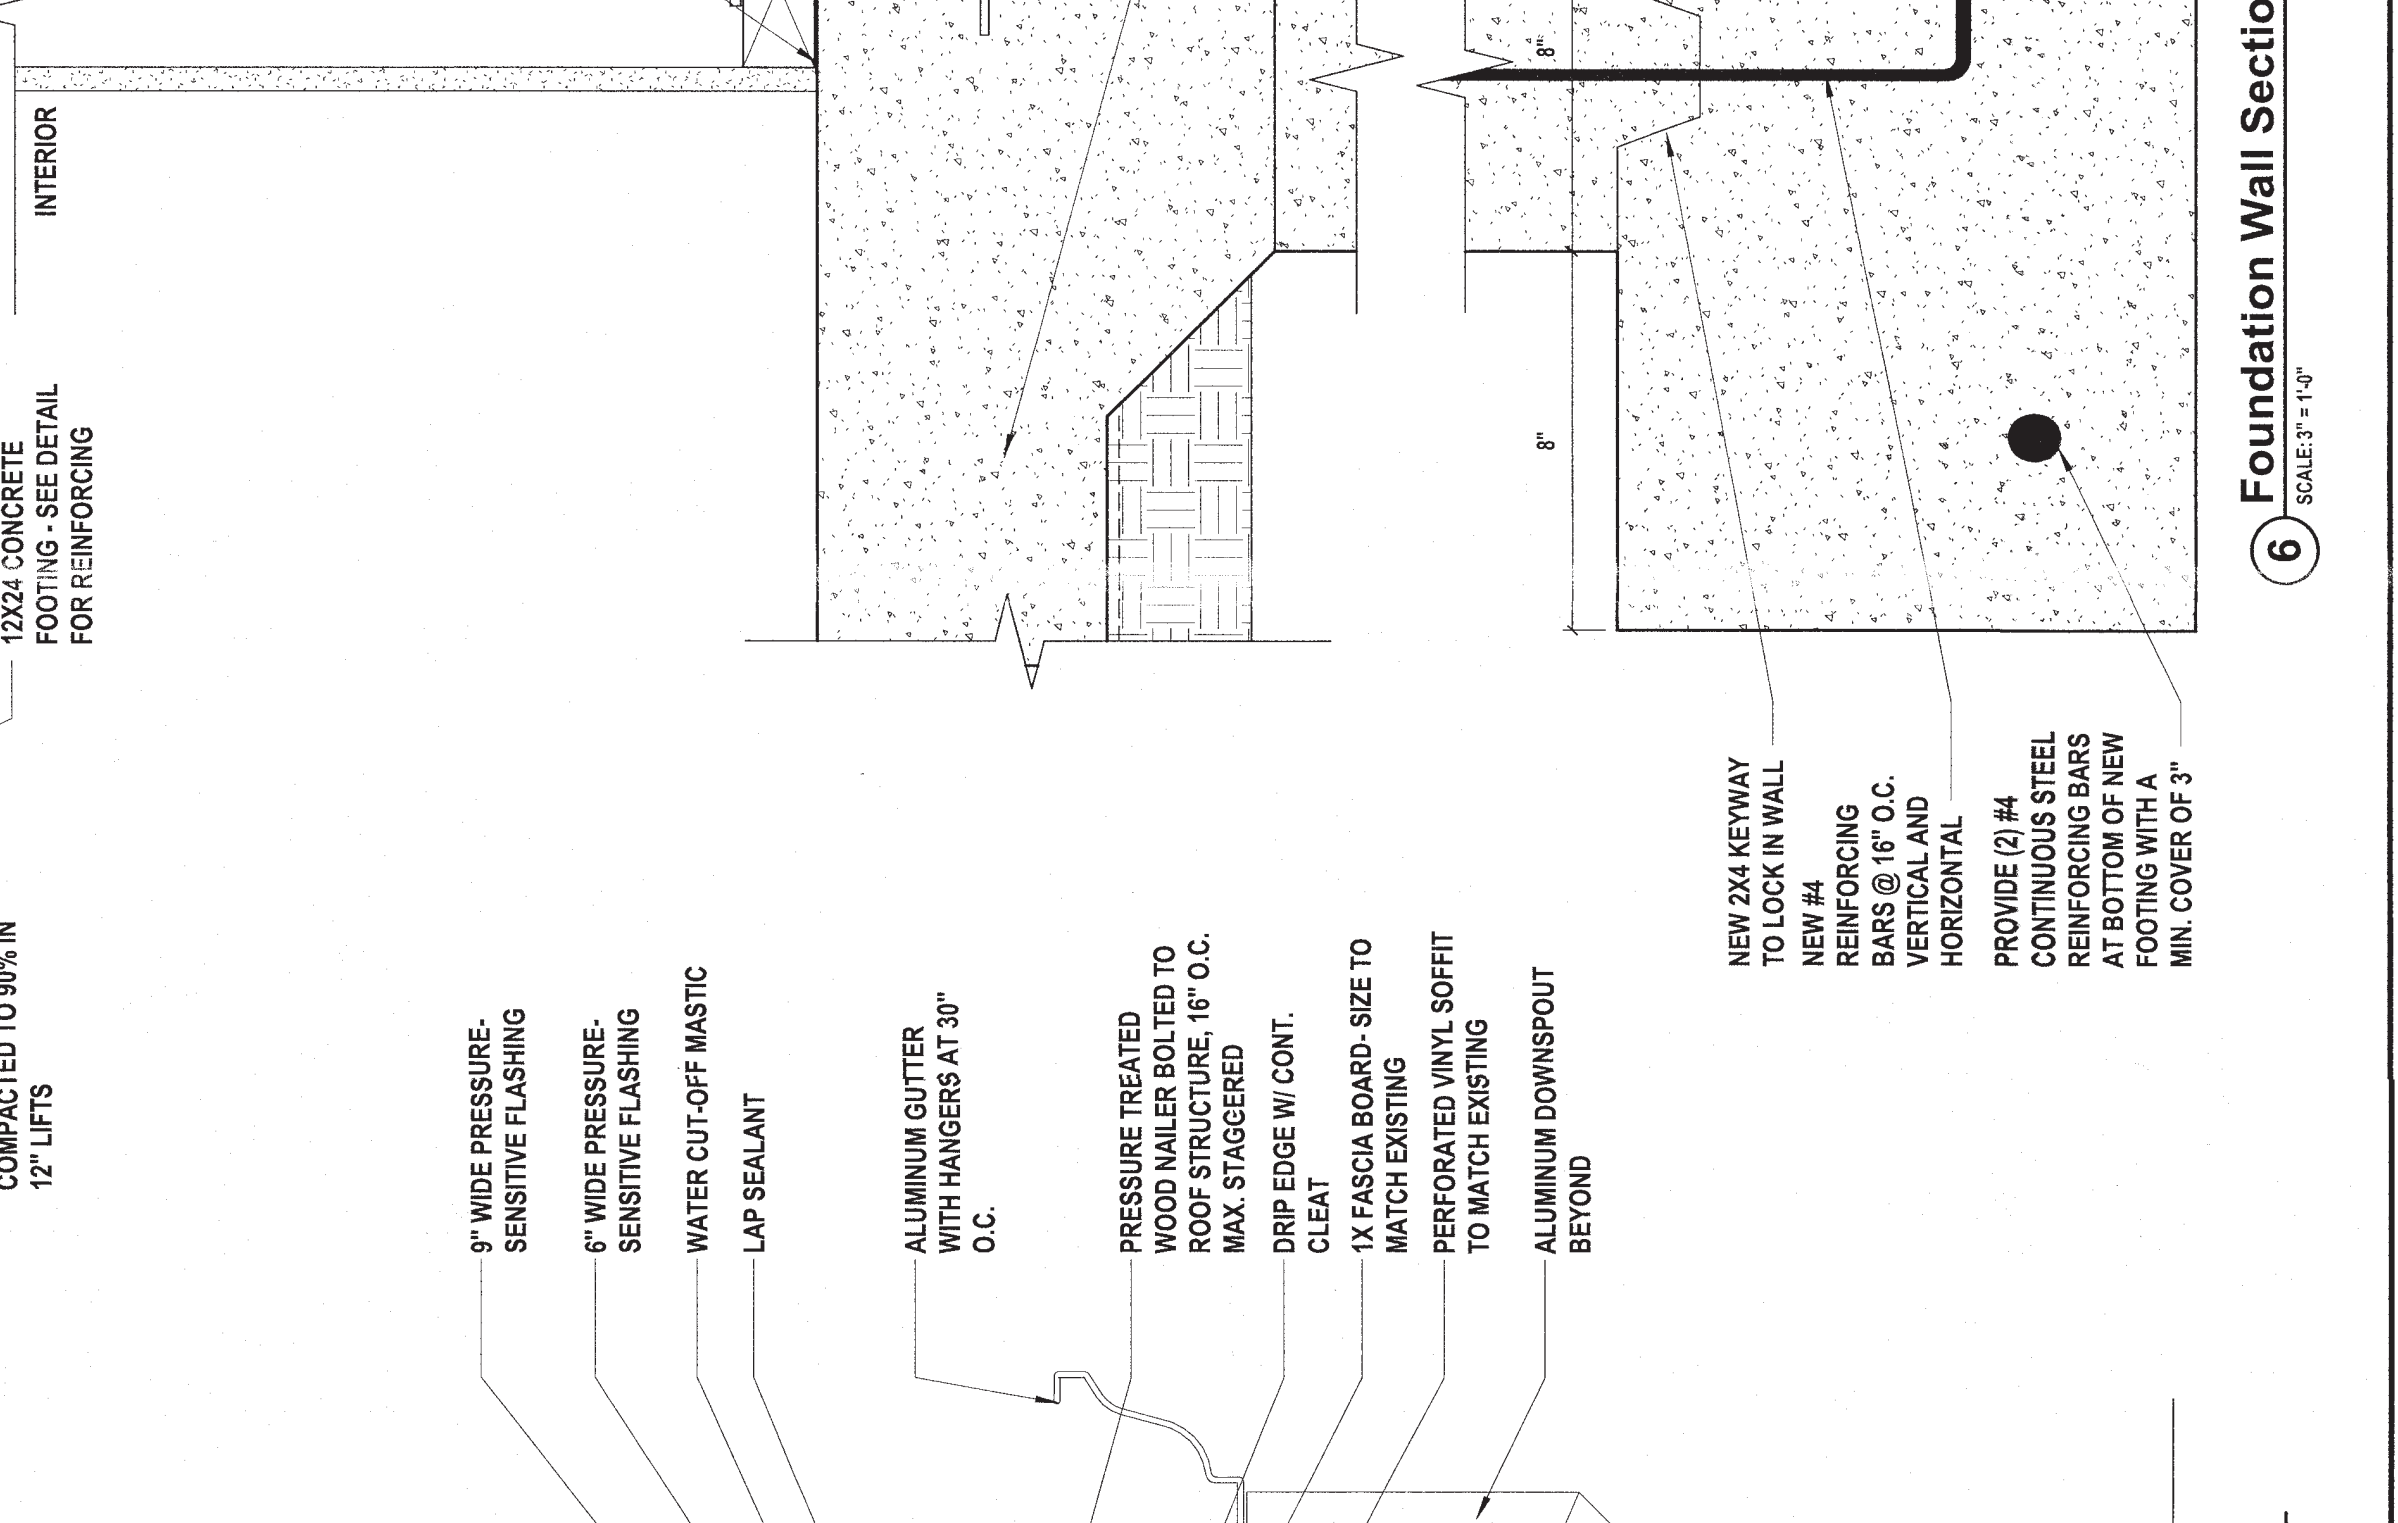 INTERIOR
12X24 CONCRETE
FOOTING - SEE DETAIL
FOR REINFORCING
COMPACTED TO 90% IN
12" LIFTS
9" WIDE PRESSURE-
SENSITIVE FLASHING
6" WIDE PRESSURE-
SENSITIVE FLASHING
WATER CUT-OFF MASTIC
LAP SEALANT
ALUMINUM GUTTER
WITH HANGERS AT 30"
O.C.
PRESSURE TREATED
WOOD NAILER BOLTED TO
ROOF STRUCTURE, 16" O.C.
MAX. STAGGERED
DRIP EDGE W/ CONT.
CLEAT
1X FASCIA BOARD- SIZE TO
MATCH EXISTING
PERFORATED VINYL SOFFIT
TO MATCH EXISTING
ALUMINUM DOWNSPOUT
BEYOND
8"
8"
NEW 2X4 KEYWAY
TO LOCK IN WALL
NEW #4
REINFORCING
BARS @ 16" O.C.
VERTICAL AND
HORIZONTAL
PROVIDE (2) #4
CONTINUOUS STEEL
REINFORCING BARS
AT BOTTOM OF NEW
FOOTING WITH A
MIN. COVER OF 3"
6
Foundation Wall Sectio
SCALE: 3" = 1'-0"